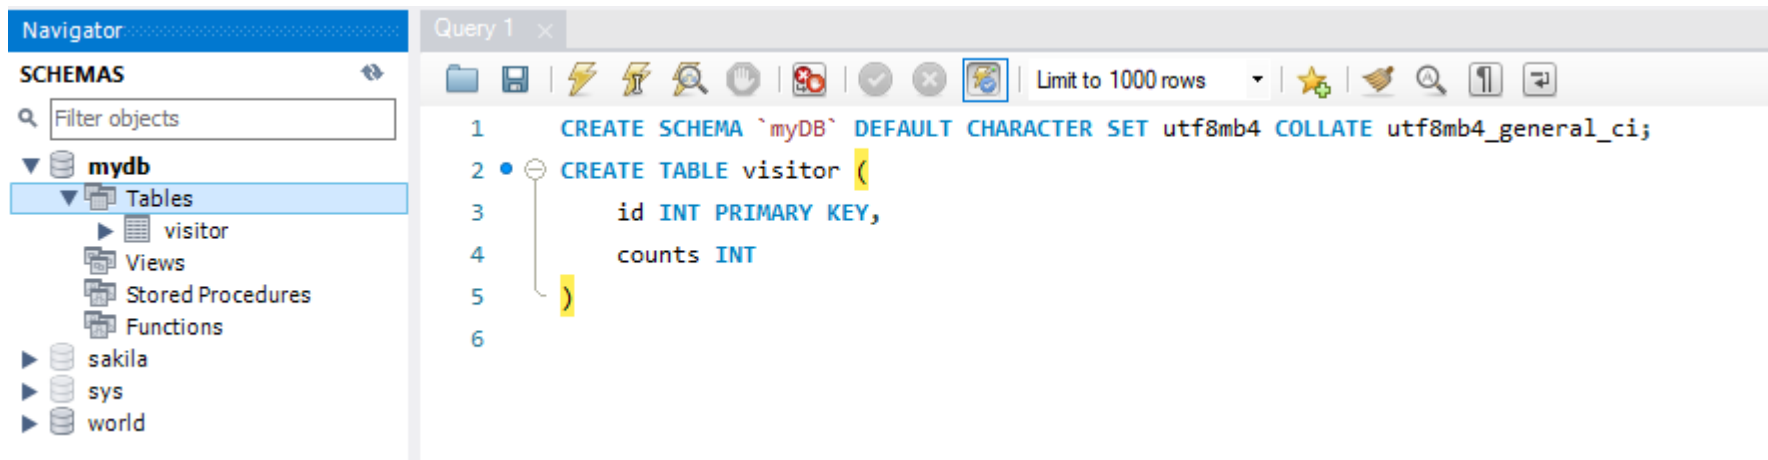 Navigator
SCHEMAS
Filter objects
mydb
Tables
visitor
Views
Stored Procedures
Functions
sakila
sys
world
Query 1
Limit to 1000 rows
1 CREATE SCHEMA `myDB` DEFAULT CHARACTER SET utf8mb4 COLLATE utf8mb4_general_ci;
2 CREATE TABLE visitor (
3 id INT PRIMARY KEY,
4 counts INT
5 )
6